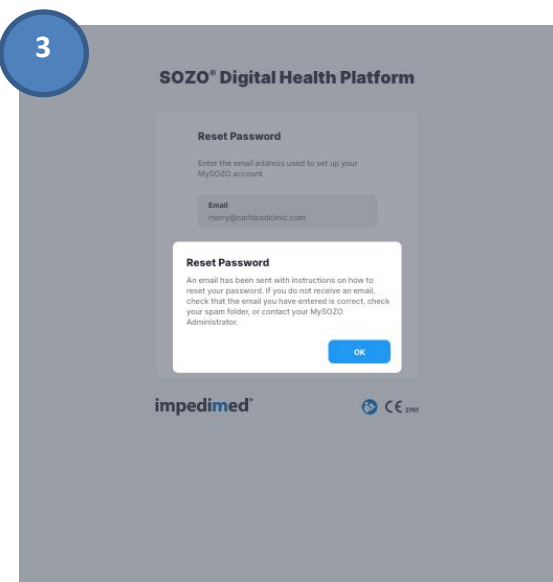 3
SOZO® Digital Health Platform
Reset Password
Enter the email address used to set up your
MySOZO account.
Email
Reset Password
An email has been sent with instructions on how to
reset your password. If you do not receive an email,
check that the email you have entered is correct, check
your spam folder, or contact your MySOZO
Administrator.
OK
impedimed®
CE 2797